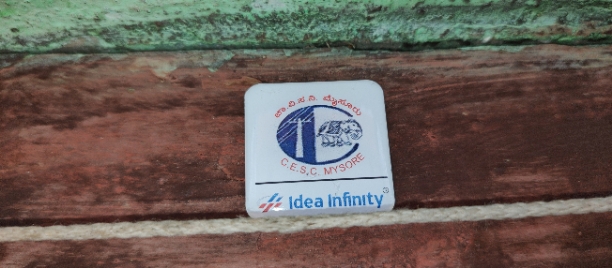 ಚಾ.ವಿ.ಸ.ನಿ. ಮೈಸೂರು
C.E.S.C. MYSORE
Idea Infinity